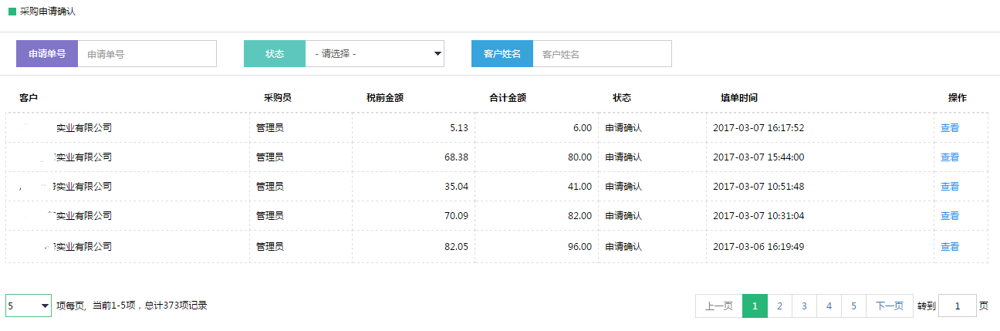 采购申请确认
申请单号 申请单号 状态 - 请选择 - 客户姓名 客户姓名
客户 采购员 税前金额 合计金额 状态 填单时间 操作
实业有限公司 管理员 5.13 6.00 申请确认 2017-03-07 16:17:52 查看
实业有限公司 管理员 68.38 80.00 申请确认 2017-03-07 15:44:00 查看
实业有限公司 管理员 35.04 41.00 申请确认 2017-03-07 10:51:48 查看
实业有限公司 管理员 70.09 82.00 申请确认 2017-03-07 10:31:04 查看
实业有限公司 管理员 82.05 96.00 申请确认 2017-03-06 16:19:49 查看
5 项每页, 当前1-5项，总计373项记录 上一页 1 2 3 4 5 下一页 转到 1 页